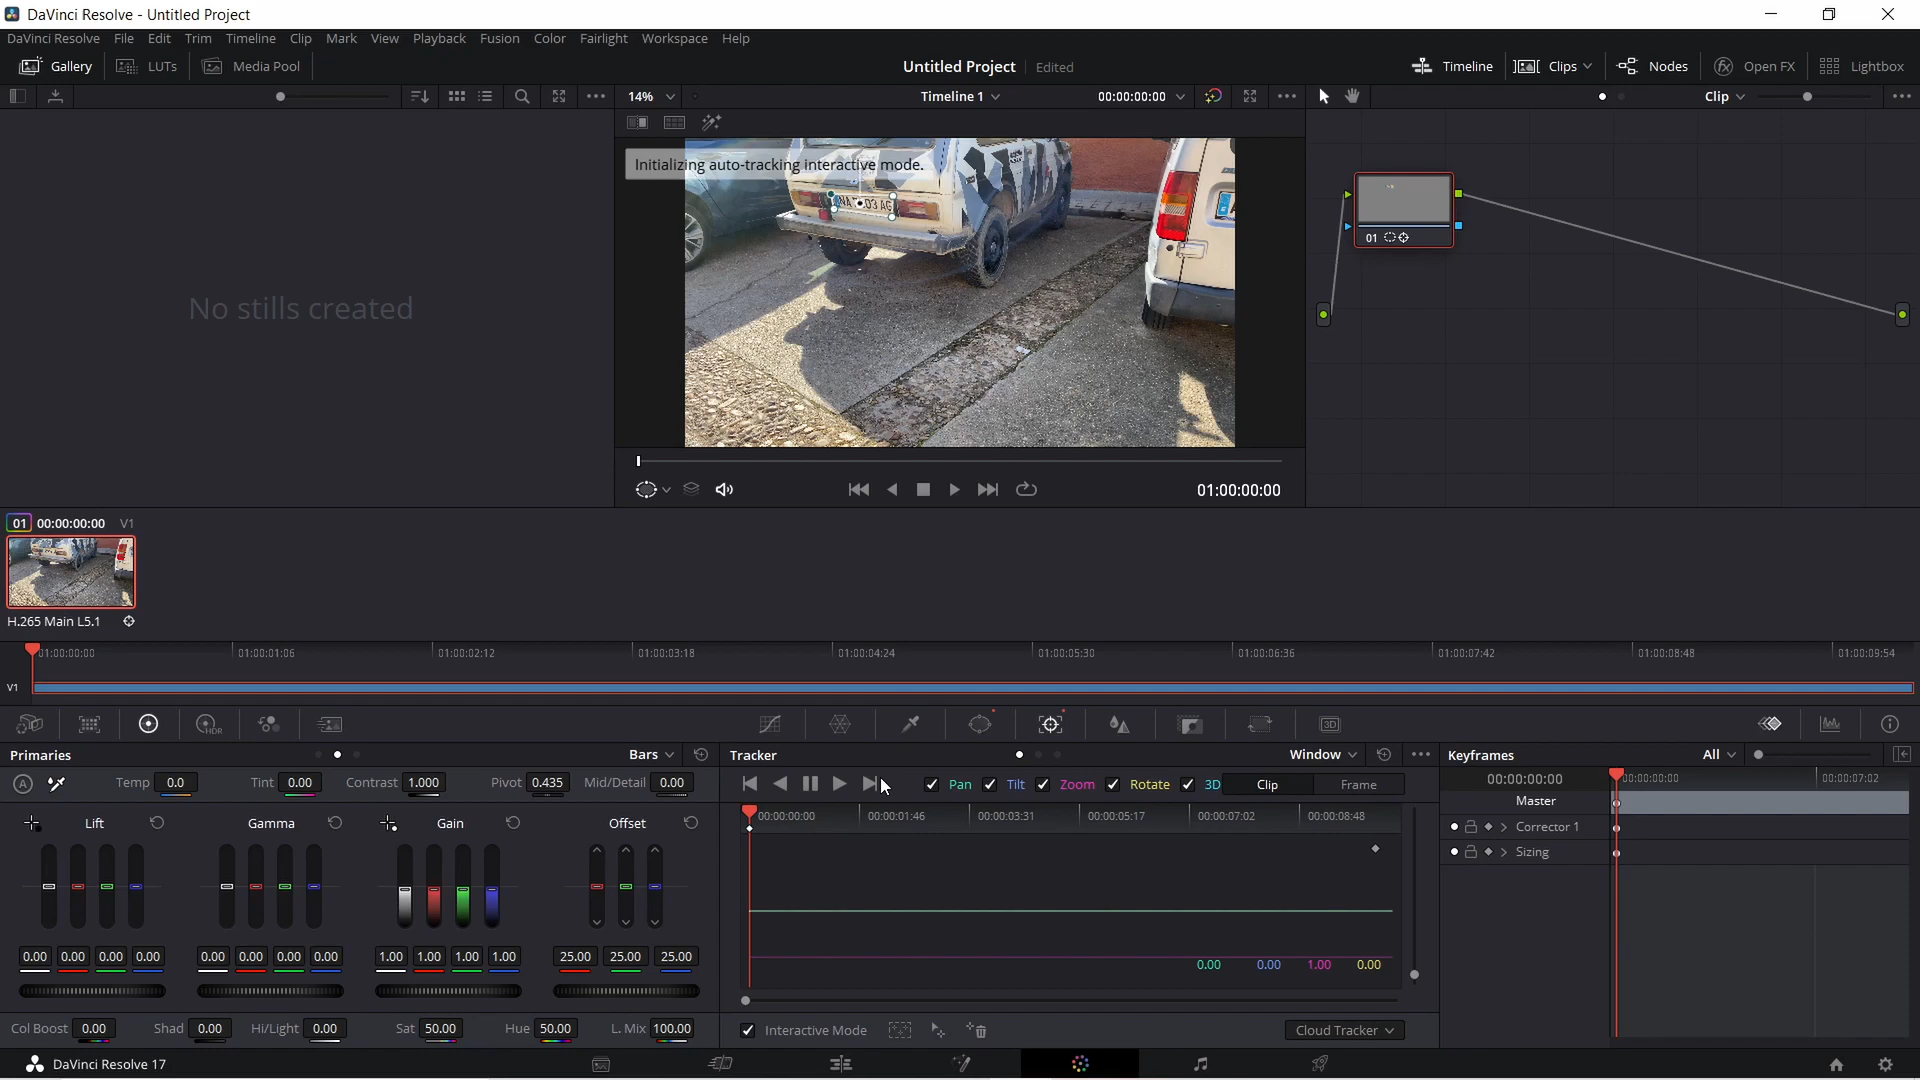 DaVinci Resolve - Untitled Project
DaVinci Resolve File Edit Trim Timeline Clip Mark View Playback Fusion Color Fairlight Workspace Help
Gallery LUTs Media Pool Untitled Project Edited Timeline Clips Nodes Open FX Lightbox
14% Timeline 1 00:00:00:00 Clip
Initializing auto-tracking interactive mode.
03 AG
01
No stills created
01:00:00:00
01 00:00:00:00 V1
H.265 Main L5.1
01:00:00:00 01:00:01:06 01:00:02:12 01:00:03:18 01:00:04:24 01:00:05:30 01:00:06:36 01:00:07:42 01:00:08:48 01:00:09:54
V1
HDR 3D
Primaries Bars Tracker Window Keyframes All
A Temp 0.0 Tint 0.00 Contrast 1.000 Pivot 0.435 Mid/Detail 0.00 Pan Tilt Zoom Rotate 3D Clip Frame 00:00:00:00 00:00:00:00 00:00:07:02
Master
Lift Gamma Gain Offset 00:00:00:00 00:00:01:46 00:00:03:31 00:00:05:17 00:00:07:02 00:00:08:48 Corrector 1
Sizing
0.00 0.00 0.00 0.00 0.00 0.00 0.00 0.00 1.00 1.00 1.00 1.00 25.00 25.00 25.00 0.00 0.00 1.00 0.00
Col Boost 0.00 Shad 0.00 Hi/Light 0.00 Sat 50.00 Hue 50.00 L. Mix 100.00 Interactive Mode Cloud Tracker
DaVinci Resolve 17